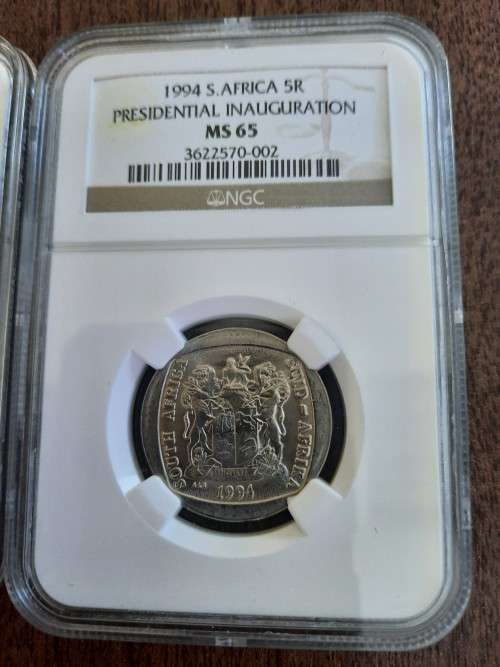 1994 S.AFRICA 5R
PRESIDENTIAL INAUGURATION
MS 65
3622570-002
NGC
SOUTH AFRICA
SUID-AFRIKA
1994